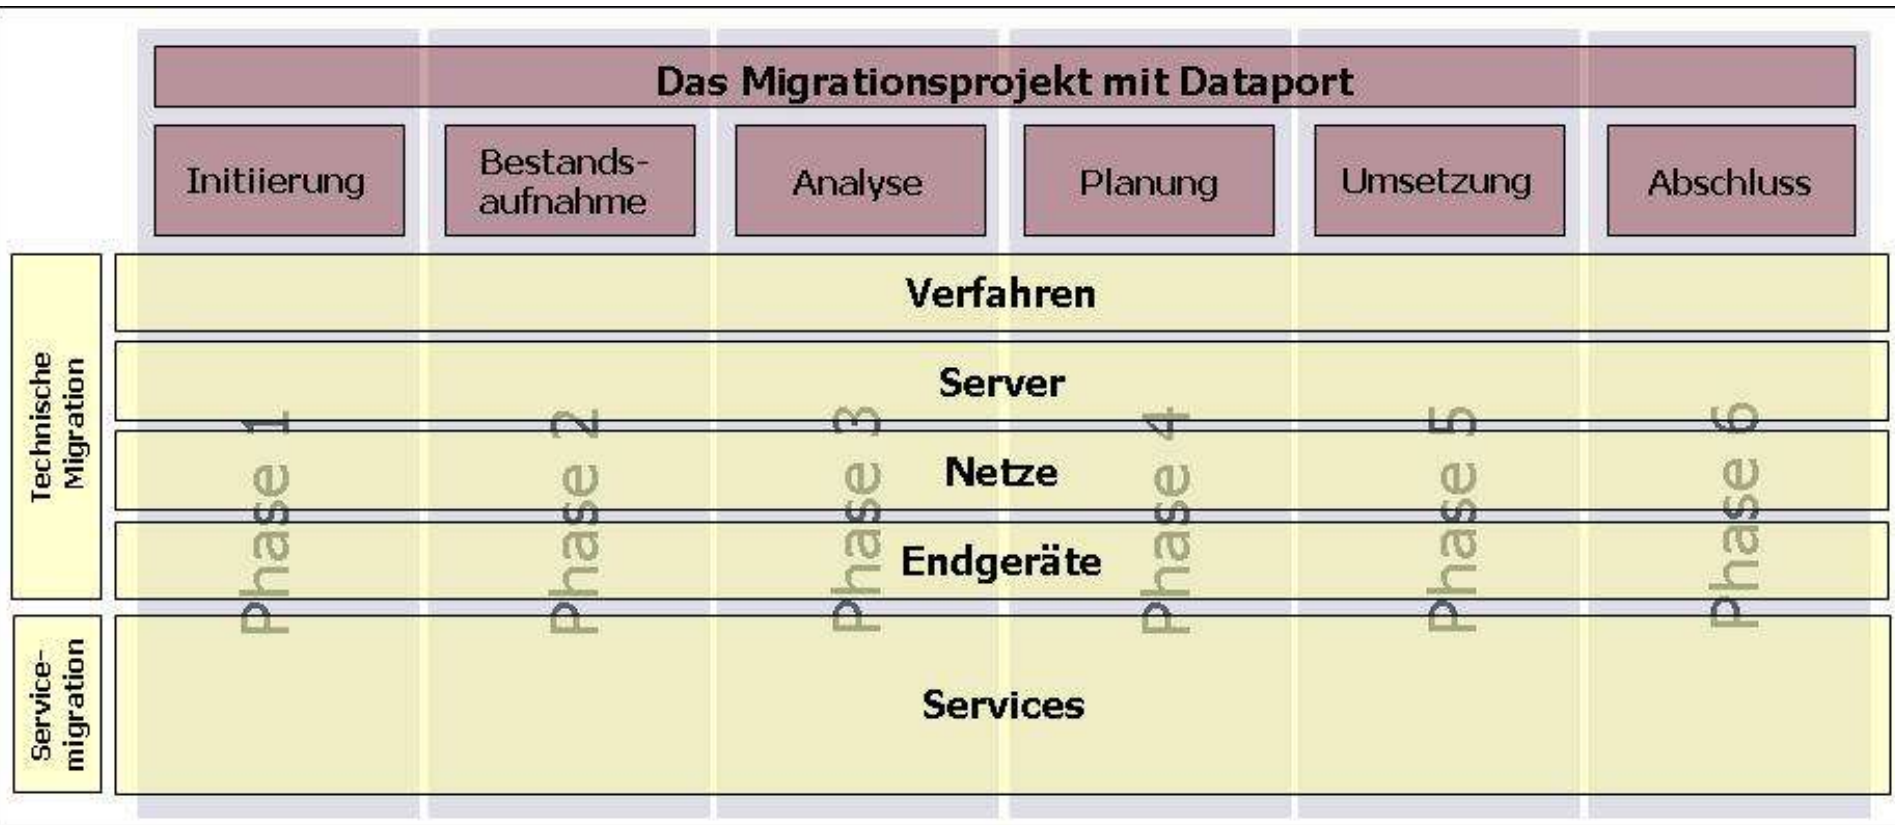 Das Migrationsprojekt mit Dataport
Initiierung
Bestands-
aufnahme
Analyse
Planung
Umsetzung
Abschluss
Technische
Migration
Verfahren
Server
Netze
Endgeräte
Phase 1
Phase 2
Phase 3
Phase 4
Phase 5
Phase 6
Service-
migration
Services